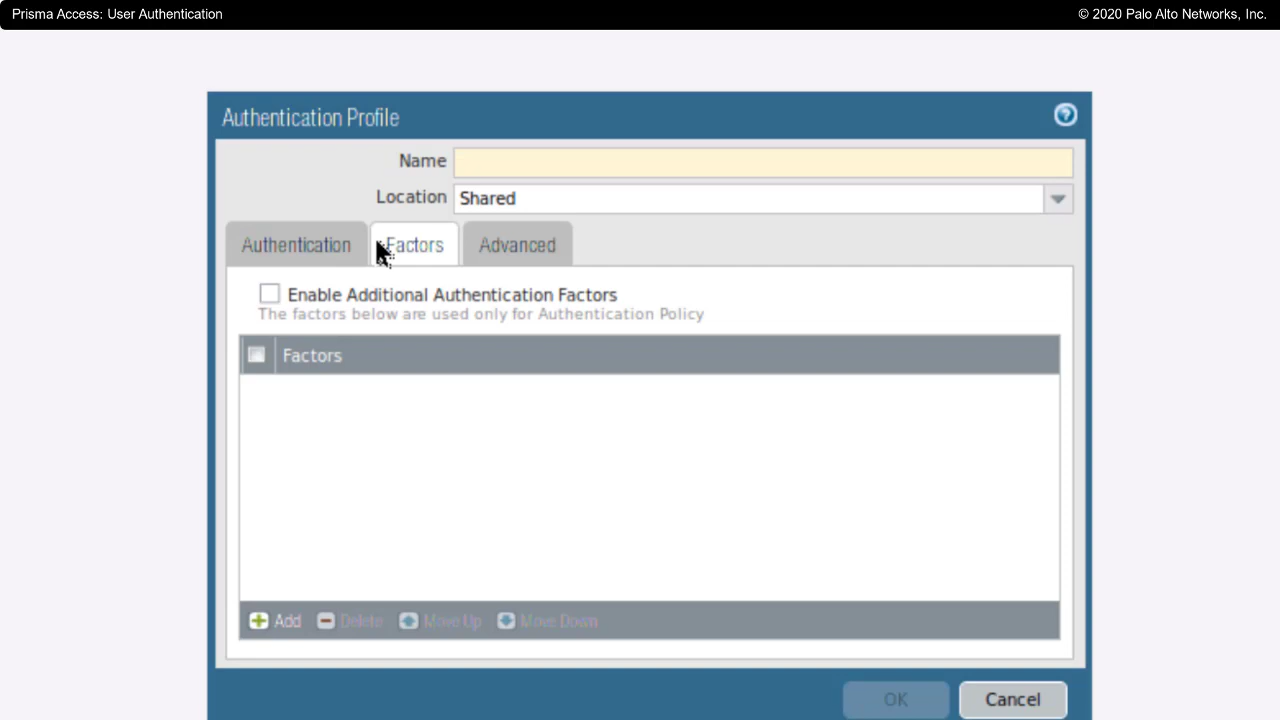 Prisma Access: User Authentication
© 2020 Palo Alto Networks, Inc.
Authentication Profile
?
Name
Location Shared
Authentication Factors Advanced
Enable Additional Authentication Factors
The factors below are used only for Authentication Policy
Factors
Add Delete Move Up Move Down
OK Cancel